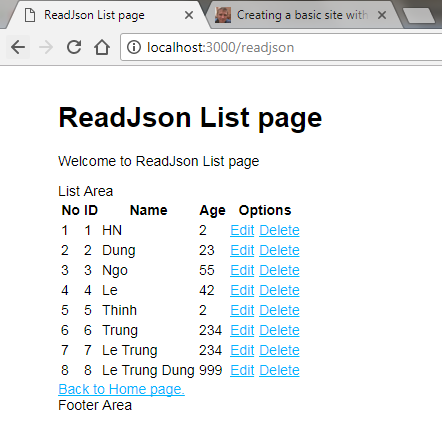 ReadJson List page
Creating a basic site with
localhost:3000/readjson
ReadJson List page
Welcome to ReadJson List page
List Area
No ID Name Age Options
1 1 HN 2 Edit Delete
2 2 Dung 23 Edit Delete
3 3 Ngo 55 Edit Delete
4 4 Le 42 Edit Delete
5 5 Thinh 2 Edit Delete
6 6 Trung 234 Edit Delete
7 7 Le Trung 234 Edit Delete
8 8 Le Trung Dung 999 Edit Delete
Back to Home page.
Footer Area